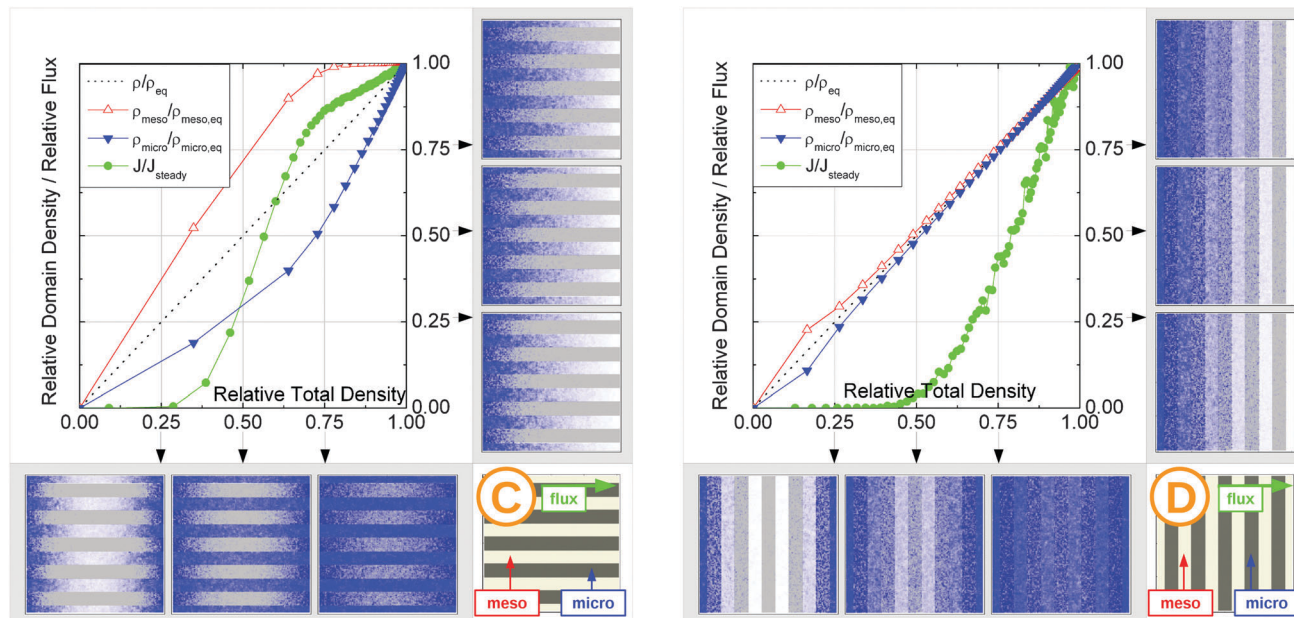 Relative Domain Density / Relative Flux
ρ/ρeq
ρmeso/ρmeso,eq
ρmicro/ρmicro,eq
J/Jsteady
1.00
0.75
0.50
0.25
0.00
Relative Total Density
0.00 0.25 0.50 0.75 1.00
C
flux
meso
micro
Relative Domain Density / Relative Flux
ρ/ρeq
ρmeso/ρmeso,eq
ρmicro/ρmicro,eq
J/Jsteady
1.00
0.75
0.50
0.25
0.00
Relative Total Density
0.00 0.25 0.50 0.75 1.00
D
flux
meso
micro